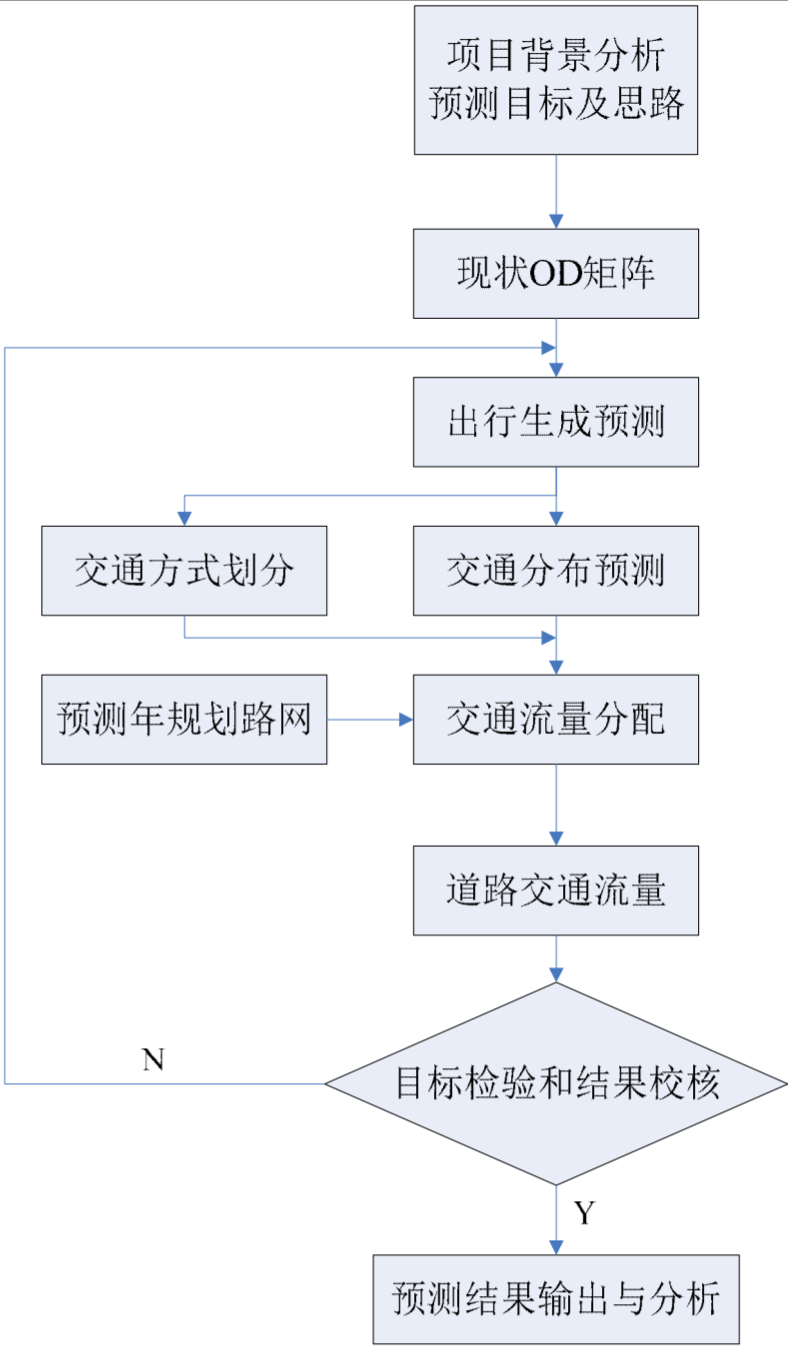 项目背景分析
预测目标及思路
现状OD矩阵
出行生成预测
交通方式划分
交通分布预测
预测年规划路网
交通流量分配
道路交通流量
N
目标检验和结果校核
Y
预测结果输出与分析